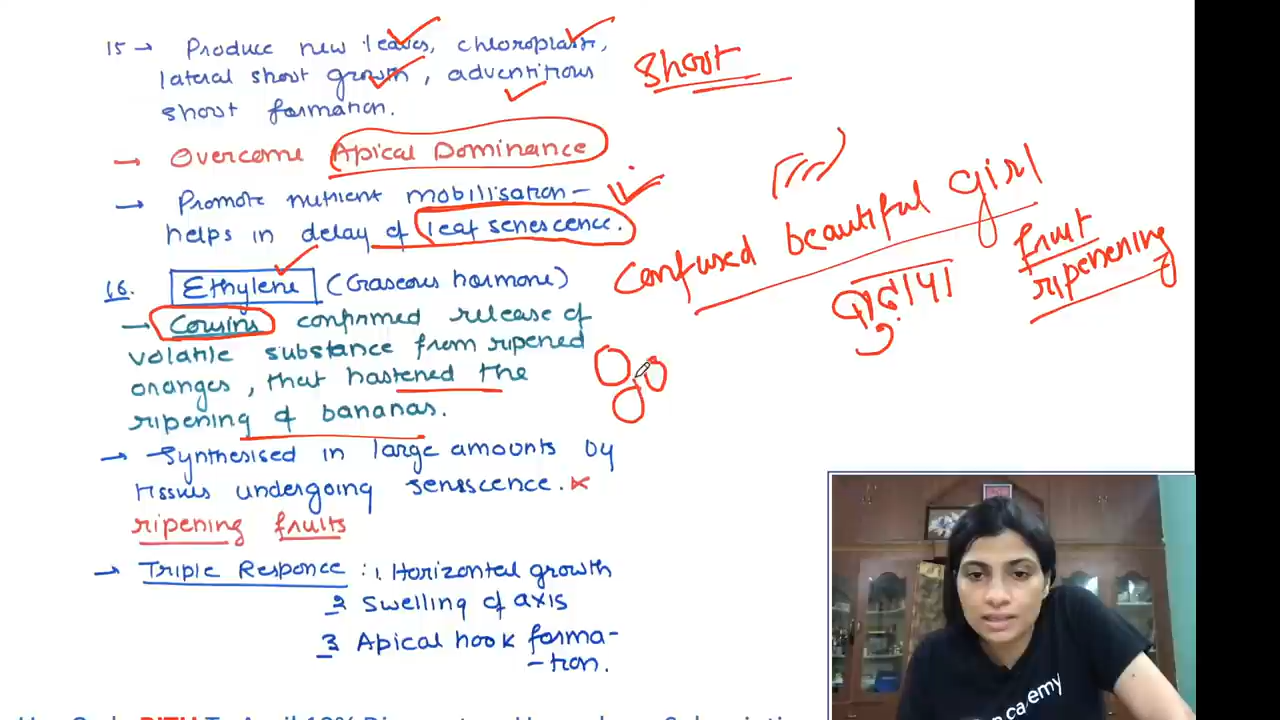 15 → Produce new leaves, chloroplasts,
lateral shoot growth, adventitious
shoot formation.
Shoot
→ Overcome Apical Dominance
→ Promote nutrient mobilisation –
helps in delay of leaf senescence.
Confused beautiful girl
fruit
ripenening
16. Ethylene (Gaseous hormone)
→ Cousins confirmed release of
volatile substance from ripened
oranges, that hastened the
ripening of bananas.
→ Synthesised in large amounts by
tissues undergoing senescence. &
ripening fruits
→ Triple Responce : 1. Horizontal growth
2 Swelling of axis
3 Apical hook forma-
-tion.
cademy